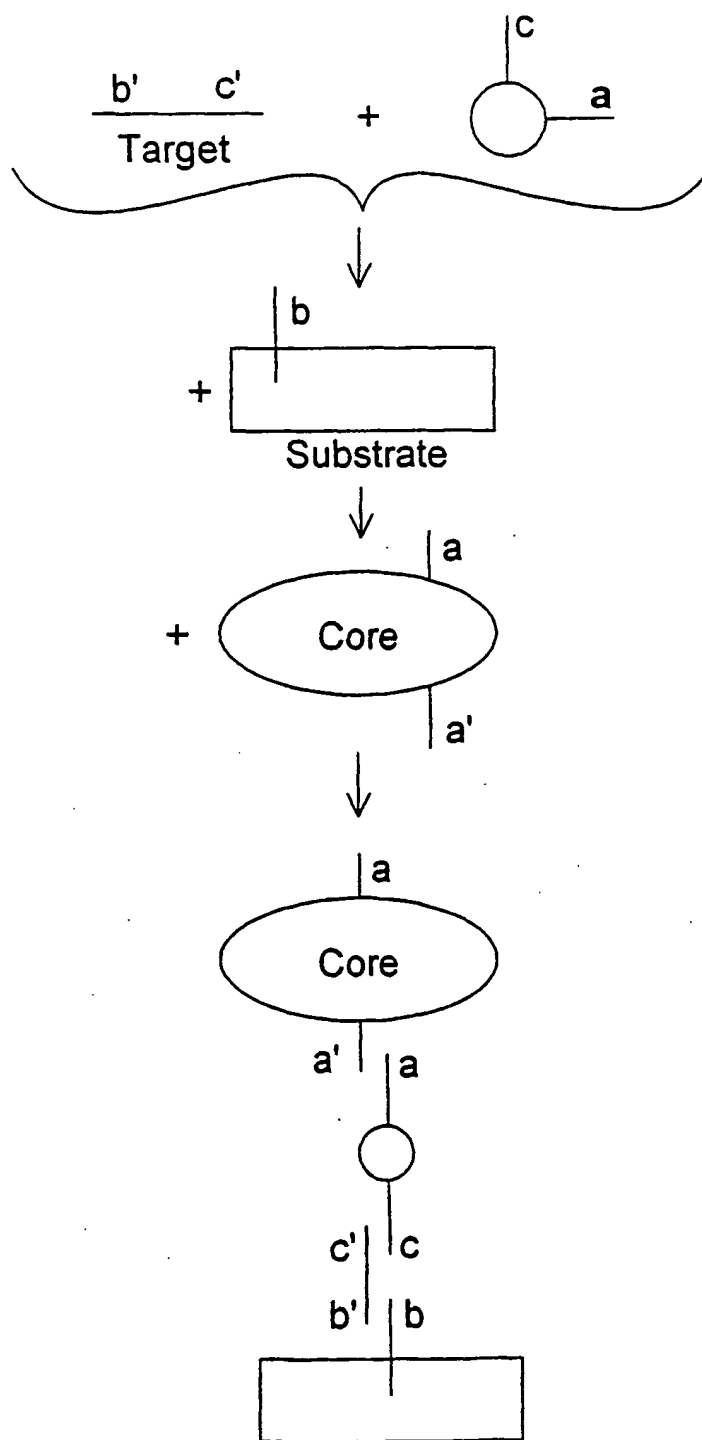 c
b' c' + a
Target
b
+
Substrate
a
+ Core
a'
a
Core
a' a
c' c
b' b